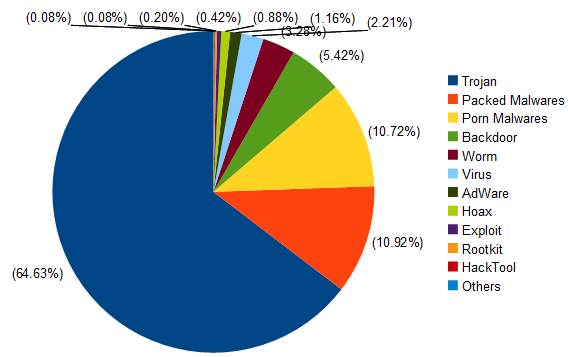 (0.08%) (0.08%) (0.20%) (0.42%) (0.88%) (1.16%) (2.21%)
(3.28%)
(5.42%)
(10.72%)
(10.92%)
(64.63%)
Trojan
Packed Malwares
Porn Malwares
Backdoor
Worm
Virus
AdWare
Hoax
Exploit
Rootkit
HackTool
Others